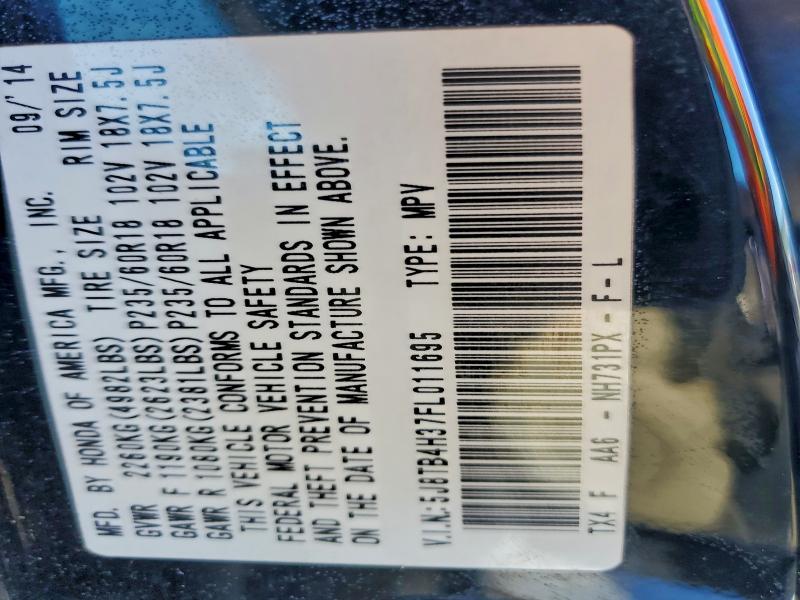 MFD. BY HONDA OF AMERICA MFG., INC. 09/'14
GVWR 2260KG(4982LBS) TIRE SIZE RIM SIZE
GAWR F 1190KG(2623LBS) P235/60R18 102V 18X7.5J
GAWR R 1080KG(2381LBS) P235/60R18 102V 18X7.5J
THIS VEHICLE CONFORMS TO ALL APPLICABLE
FEDERAL MOTOR VEHICLE SAFETY
AND THEFT PREVENTION STANDARDS IN EFFECT
ON THE DATE OF MANUFACTURE SHOWN ABOVE.
V.I.N:5J8TB4H37FL011695 TYPE: MPV
TX4 F AA6 - NH731PX - F - L